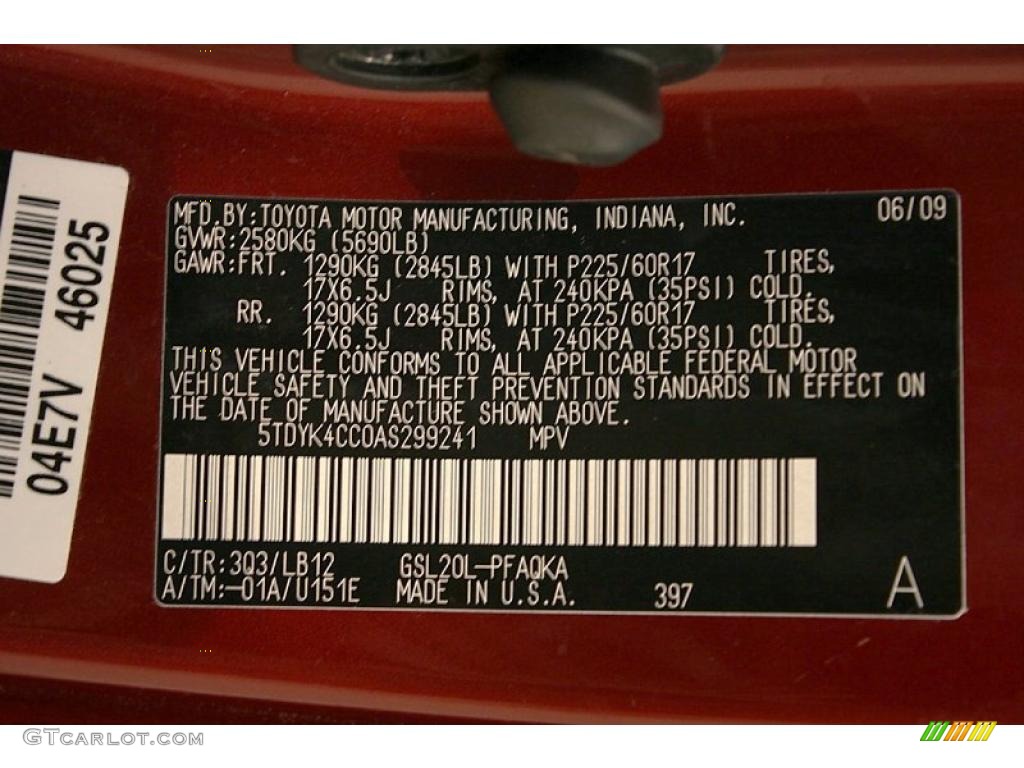 MFD.BY:TOYOTA MOTOR MANUFACTURING, INDIANA, INC. 06/09
GVWR:2580KG (5690LB)
GAWR:FRT. 1290KG (2845LB) WITH P225/60R17 TIRES,
17X6.5J RIMS, AT 240KPA (35PSI) COLD.
RR. 1290KG (2845LB) WITH P225/60R17 TIRES,
17X6.5J RIMS, AT 240KPA (35PSI) COLD.
THIS VEHICLE CONFORMS TO ALL APPLICABLE FEDERAL MOTOR
VEHICLE SAFETY AND THEFT PREVENTION STANDARDS IN EFFECT ON
THE DATE OF MANUFACTURE SHOWN ABOVE.
5TDYK4CC0AS299241 MPV
C/TR:3Q3/LB12 GSL20L-PFAQKA
A/TM:-01A/U151E MADE IN U.S.A. 397 A
04E7V 46025
GTCarlot.com